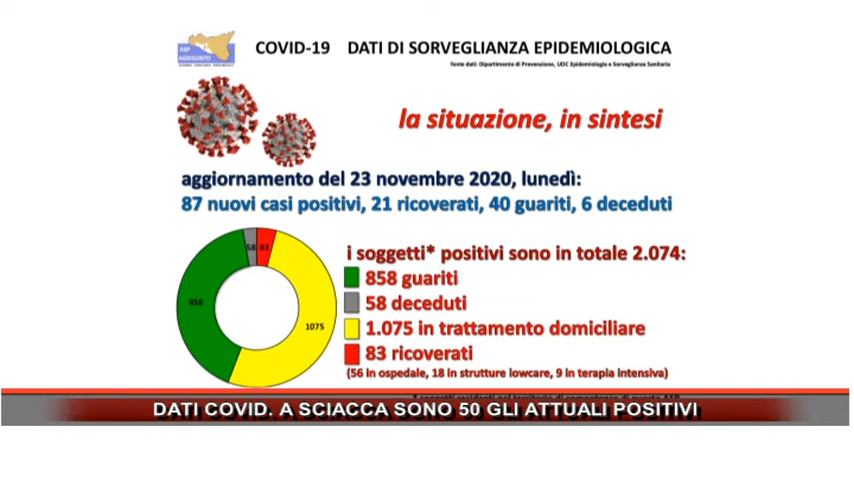 ASP
AGRIGENTO
COVID-19 DATI DI SORVEGLIANZA EPIDEMIOLOGICA
fonte dati: Dipartimento di Prevenzione, UOC Epidemiologia e Sorveglianza Sanitaria
la situazione, in sintesi
aggiornamento del 23 novembre 2020, lunedì:
87 nuovi casi positivi, 21 ricoverati, 40 guariti, 6 deceduti
58 83
858
1075
i soggetti* positivi sono in totale 2.074:
858 guariti
58 deceduti
1.075 in trattamento domiciliare
83 ricoverati
(56 in ospedale, 18 in strutture lowcare, 9 in terapia intensiva)
DATI COVID. A SCIACCA SONO 50 GLI ATTUALI POSITIVI